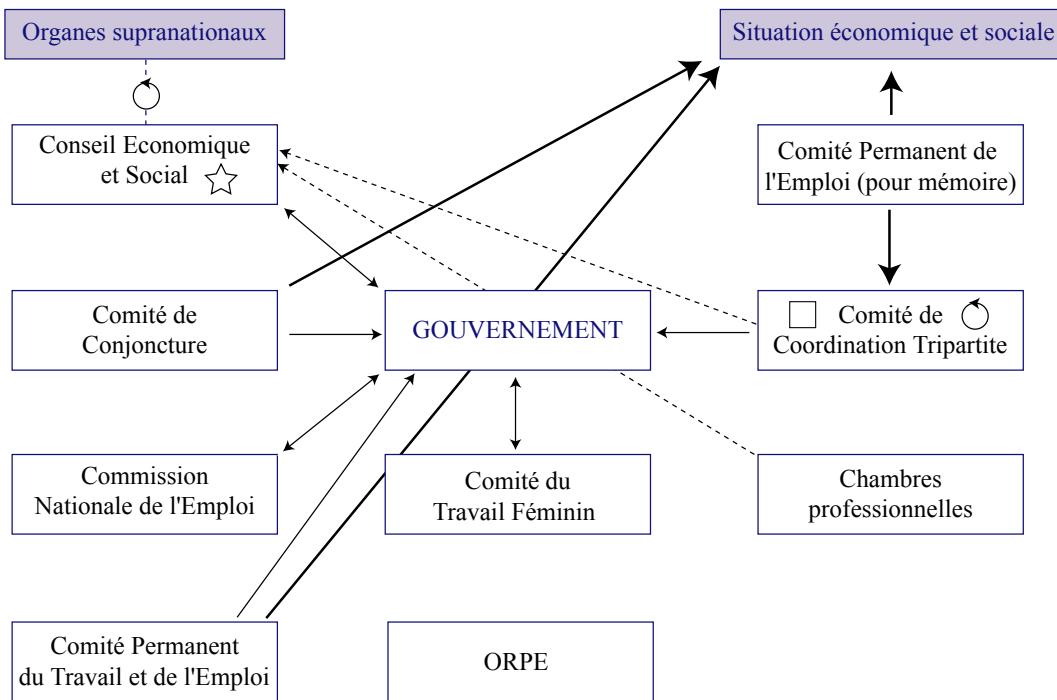 Organes supranationaux
Situation économique et sociale
Conseil Economique
et Social
Comité Permanent de
l'Emploi (pour mémoire)
Comité de
Conjoncture
GOUVERNEMENT
Comité de
Coordination Tripartite
Commission
Nationale de l'Emploi
Comité du
Travail Féminin
Chambres
professionnelles
Comité Permanent
du Travail et de l'Emploi
ORPE